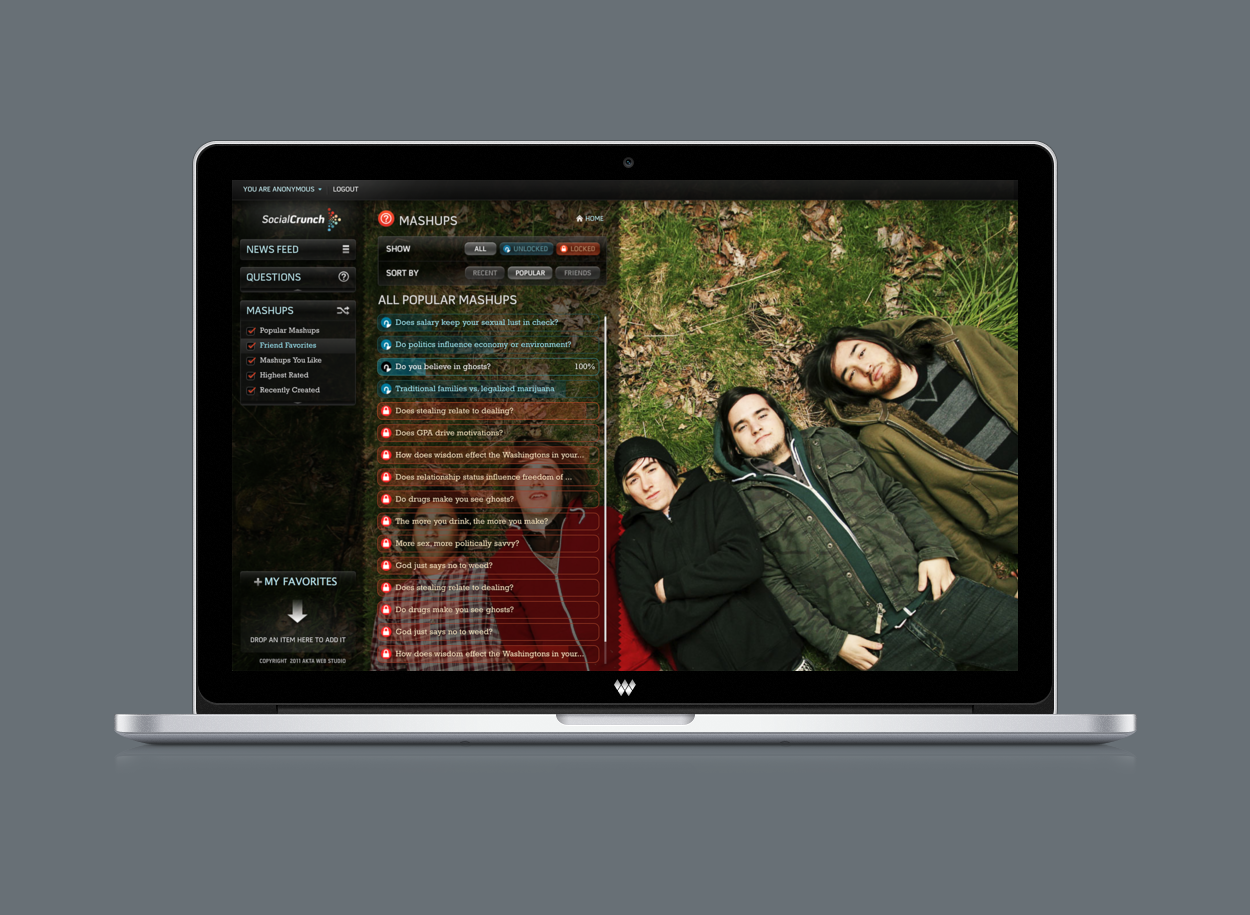 YOU ARE ANONYMOUS LOGOUT
SocialCrunch
NEWS FEED
QUESTIONS
MASHUPS
Popular Mashups
Friend Favorites
Mashups You Like
Highest Rated
Recently Created
MY FAVORITES
DROP AN ITEM HERE TO ADD IT
COPYRIGHT 2011 AKTA WEB STUDIO
MASHUPS
HOME
SHOW ALL UNLOCKED LOCKED
SORT BY RECENT POPULAR FRIENDS
ALL POPULAR MASHUPS
Does salary keep your sexual lust in check?
Do politics influence economy or environment?
Do you believe in ghosts? 100%
Traditional families vs. legalized marijuana
Does stealing relate to dealing?
Does GPA drive motivations?
How does wisdom effect the Washingtons in your...
Does relationship status influence freedom of ...
Do drugs make you see ghosts?
The more you drink, the more you make?
More sex, more politically savvy?
God just says no to weed?
Does stealing relate to dealing?
Do drugs make you see ghosts?
God just says no to weed?
How does wisdom effect the Washingtons in your...